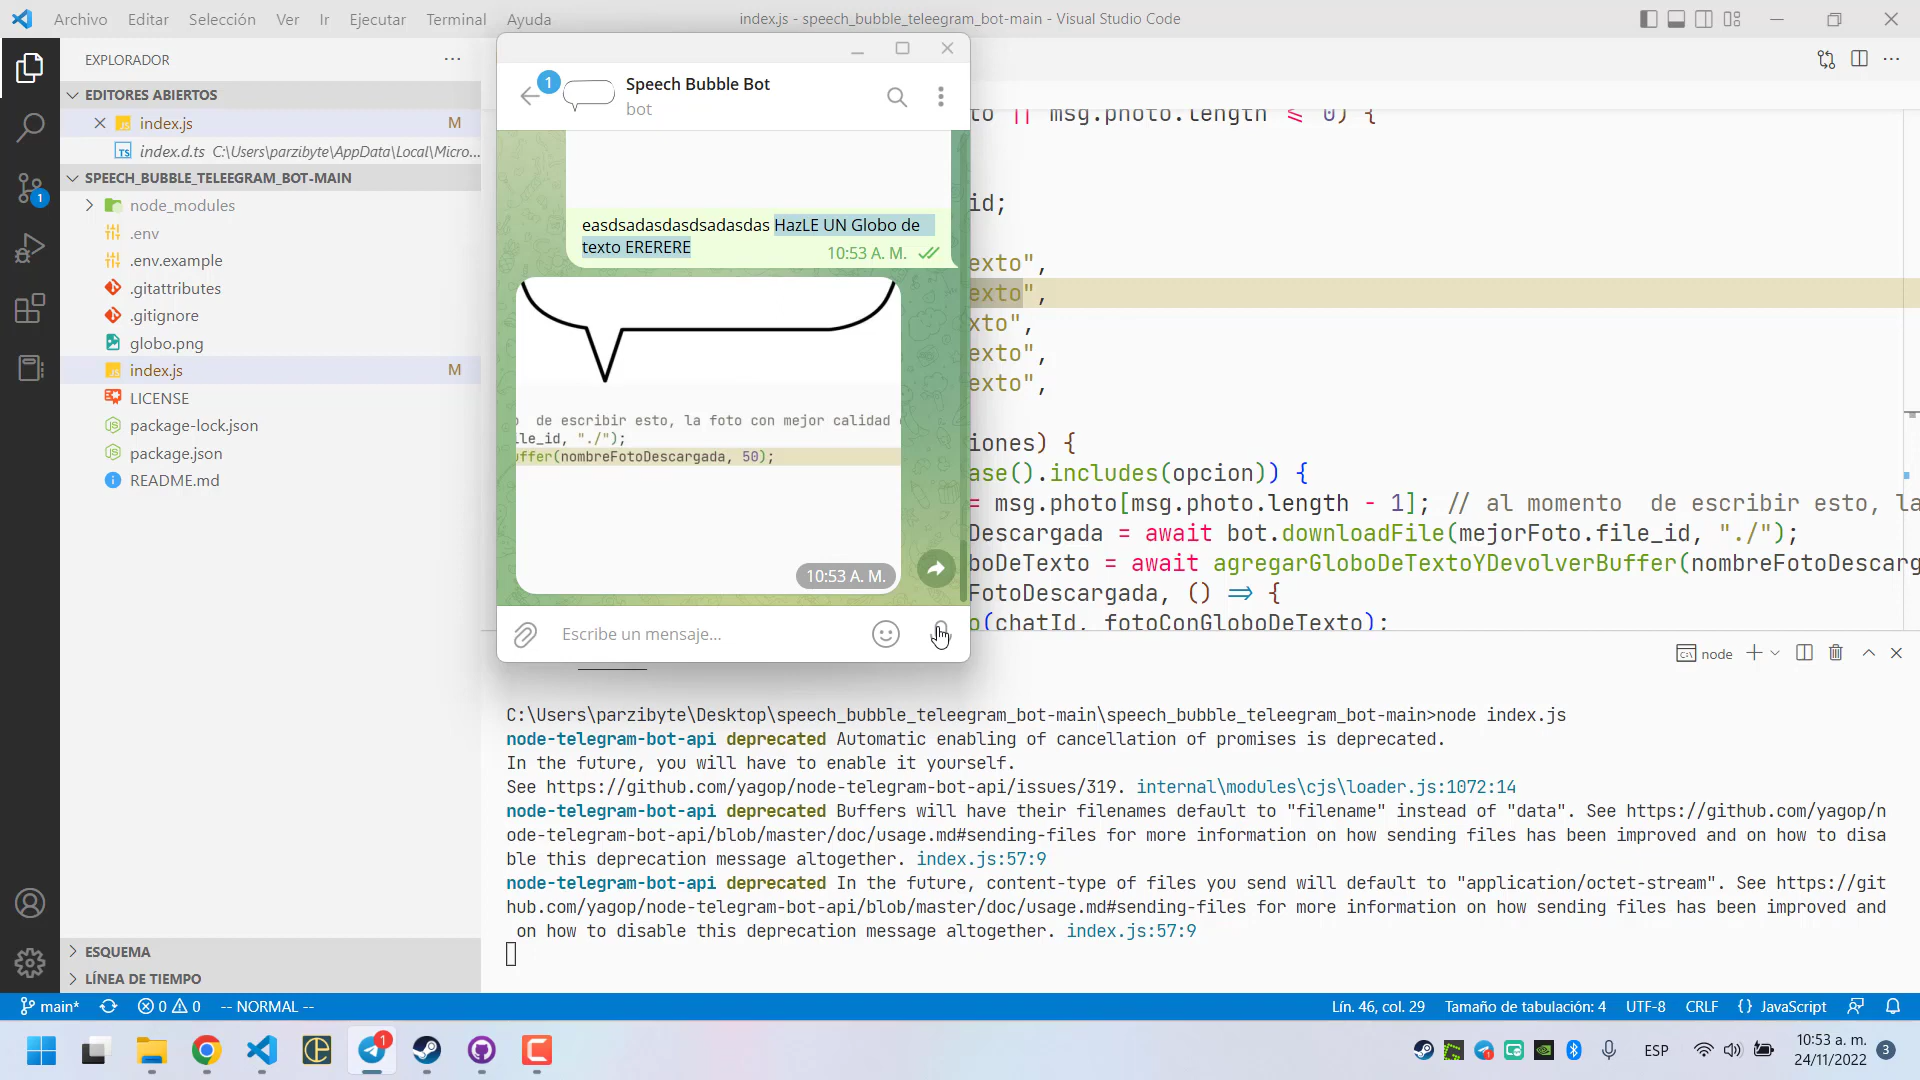 Archivo Editar Selección Ver Ir Ejecutar Terminal Ayuda
index.js - speech_bubble_teleegram_bot-main - Visual Studio Code
EXPLORADOR
EDITORES ABIERTOS
index.js M
index.d.ts C:\Users\parzibyte\AppData\Local\Micro...
SPEECH_BUBBLE_TELEEGRAM_BOT-MAIN
node_modules
.env
.env.example
.gitattributes
.gitignore
globo.png
index.js M
LICENSE
package-lock.json
package.json
README.md
ESQUEMA
LÍNEA DE TIEMPO
1
1
Speech Bubble Bot
bot
easdsadasdasdsadasdas HazLE UN Globo de
texto ERERERE
10:53 A. M.
de escribir esto, la foto con mejor calidad
le_id, "./");
uffer(nombreFotoDescargada, 50);
10:53 A. M.
Escribe un mensaje...
to || msg.photo.length <= 0) {
id;
exto",
exto",
xto",
exto",
exto",
iones) {
ase().includes(opcion)) {
= msg.photo[msg.photo.length - 1]; // al momento  de escribir esto, la
Descargada = await bot.downloadFile(mejorFoto.file_id, "./");
boDeTexto = await agregarGloboDeTextoYDevolverBuffer(nombreFotoDescarg
FotoDescargada, () => {
o(chatId, fotoConGloboDeTexto);
node
C:\Users\parzibyte\Desktop\speech_bubble_teleegram_bot-main\speech_bubble_teleegram_bot-main>node index.js
node-telegram-bot-api deprecated Automatic enabling of cancellation of promises is deprecated.
In the future, you will have to enable it yourself.
See https://github.com/yagop/node-telegram-bot-api/issues/319. internal\modules\cjs\loader.js:1072:14
node-telegram-bot-api deprecated Buffers will have their filenames default to "filename" instead of "data". See https://github.com/yagop/n
ode-telegram-bot-api/blob/master/doc/usage.md#sending-files for more information on how sending files has been improved and on how to disa
ble this deprecation message altogether. index.js:57:9
node-telegram-bot-api deprecated In the future, content-type of files you send will default to "application/octet-stream". See https://git
hub.com/yagop/node-telegram-bot-api/blob/master/doc/usage.md#sending-files for more information on how sending files has been improved and
on how to disable this deprecation message altogether. index.js:57:9
main* 0 0 -- NORMAL --
Lín. 46, col. 29 Tamaño de tabulación: 4 UTF-8 CRLF {} JavaScript
1
ESP
10:53 a. m.
24/11/2022
3